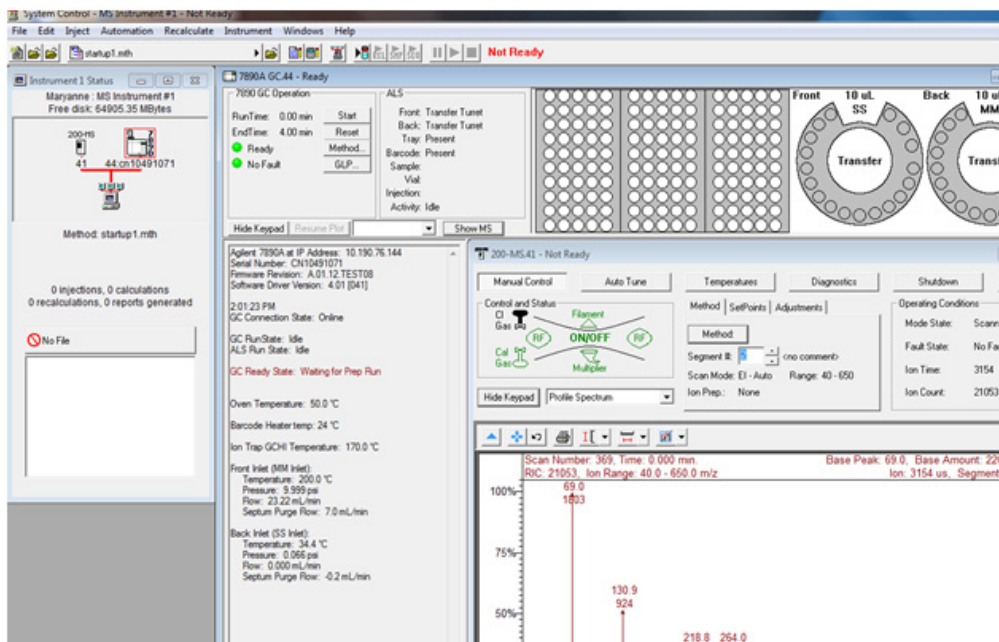 System Control - MS Instrument #1 - Not Ready
File Edit Inject Automation Recalculate Instrument Windows Help
startup1.mth
Not Ready
Instrument 1 Status
Maryanne : MS Instrument #1
Free disk: 64905.35 MBytes
200-MS
41 44:cn10491071
Method: startup1.mth
0 injections, 0 calculations
0 recalculations, 0 reports generated
No File
7890A GC.44 - Ready
7890 GC Operation
RunTime: 0.00 min Start
EndTime: 4.00 min Reset
Ready Method...
No Fault GLP...
ALS
Front: Transfer Turret
Back: Transfer Turret
Tray: Present
Barcode: Present
Sample:
Vial:
Injection:
Activity: Idle
Hide Keypad Resume Plot Show MS
Front 10 uL SS
Transfer
Back 10 uL MM
Transf
Agilent 7890A at IP Address: 10.190.76.144
Serial Number: CN10491071
Firmware Revision: A.01.12.TEST08
Software Driver Version: 4.01 [041]
2:01:23 PM
GC Connection State: Online
GC RunState: Idle
ALS Run State: Idle
GC Ready State: Waiting for Prep Run
Oven Temperature: 50.0 °C
Barcode Heater temp: 24 °C
Ion Trap GCHI Temperature: 170.0 °C
Front Inlet (MM Inlet):
Temperature: 200.0 °C
Pressure: 9.999 psi
Flow: 23.22 mL/min
Septum Purge Flow: 7.0 mL/min
Back Inlet (SS Inlet):
Temperature: 34.4 °C
Pressure: 0.066 psi
Flow: 0.000 mL/min
Septum Purge Flow: -0.2 mL/min
200-MS.41 - Not Ready
Manual Control Auto Tune Temperatures Diagnostics Shutdown
Control and Status
CI Gas
Filament
RF ON/OFF RF
Cal Gas
Multiplier
Hide Keypad Profile Spectrum
Method SetPoints Adjustments
Method
Segment #: <no comment>
Scan Mode: EI - Auto Range: 40 - 650
Ion Prep.: None
Operating Conditions
Mode State: Scann
Fault State: No Fau
Ion Time: 3154
Ion Count: 21053
Scan Number: 369, Time: 0.000 min. Base Peak: 69.0, Base Amount: 220
RIC: 21053, Ion Range: 40.0 - 650.0 m/z Ion: 3154 us, Segment
100%
69.0
1803
75%
130.9
924
50%
218.8 264.0